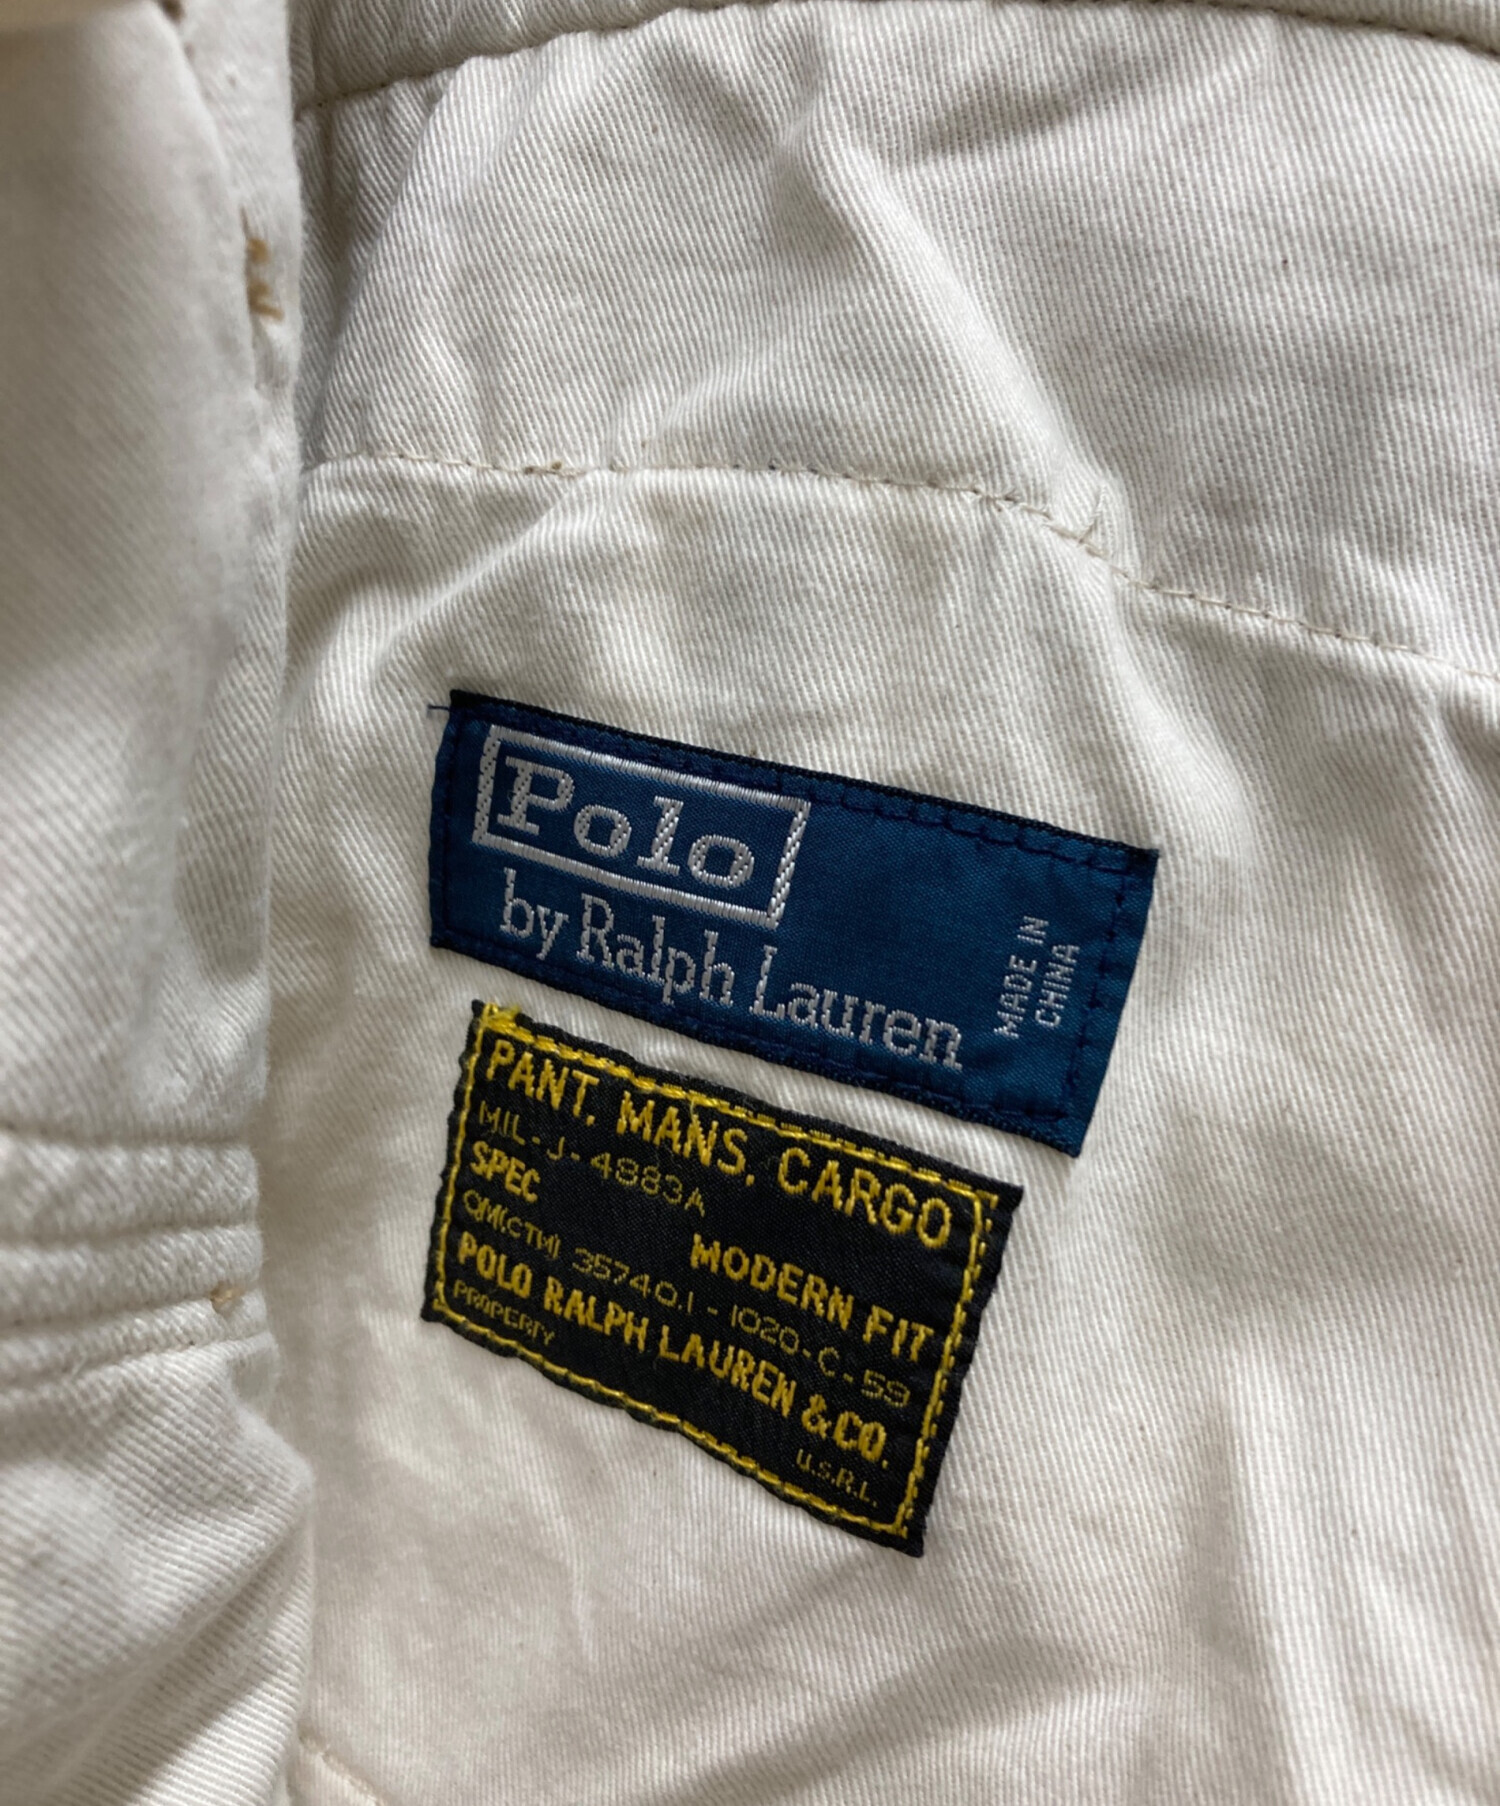 Polo
by Ralph Lauren
MADE IN
CHINA
PANT, MANS, CARGO
MIL-J-4883A
SPEC
MODERN FIT
QM(CTM) 35740.1-1020-C-59
POLO RALPH LAUREN & CO.
PROPERTY
U.S.R.L.